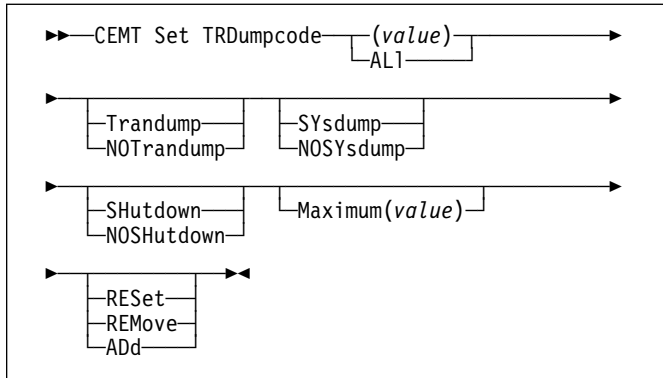 CEMT Set TRDumpcode (value)
ALl
Trandump SYsdump
NOTrandump NOSYsdump
SHutdown Maximum(value)
NOSHutdown
RESet
REMove
ADd